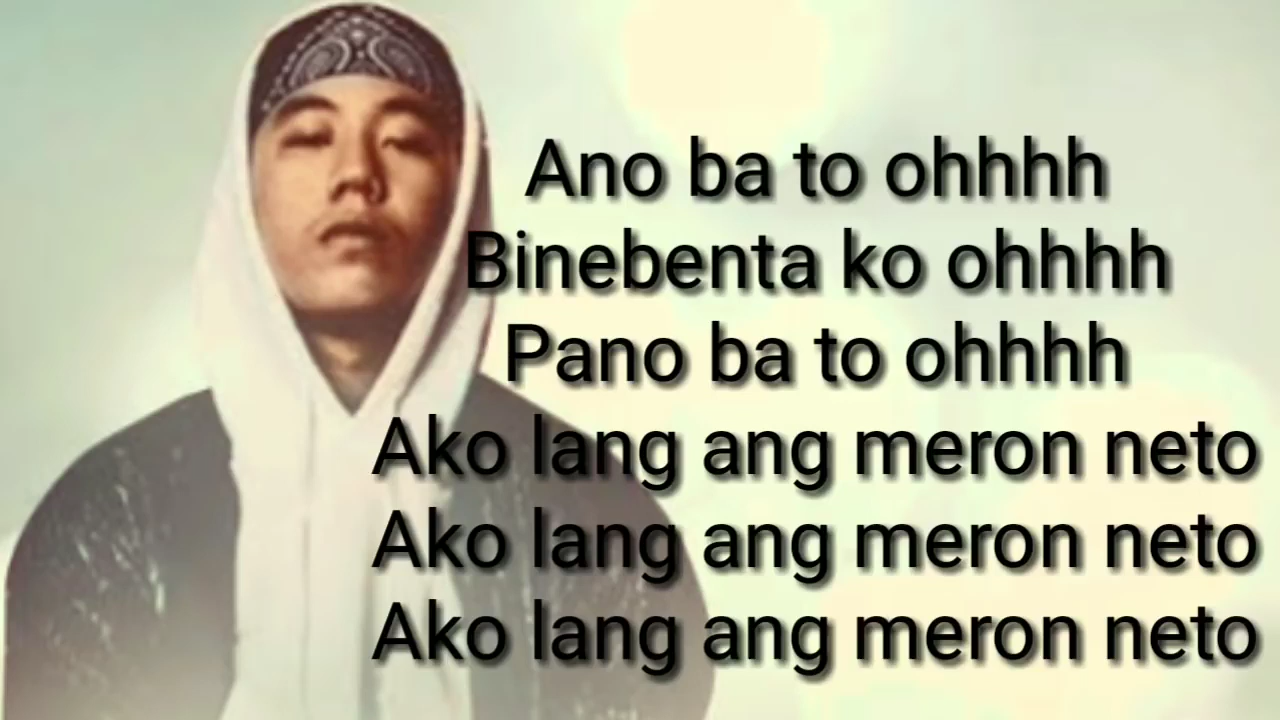 Ano ba to ohhhh
Binebenta ko ohhhh
Pano ba to ohhhh
Ako lang ang meron neto
Ako lang ang meron neto
Ako lang ang meron neto